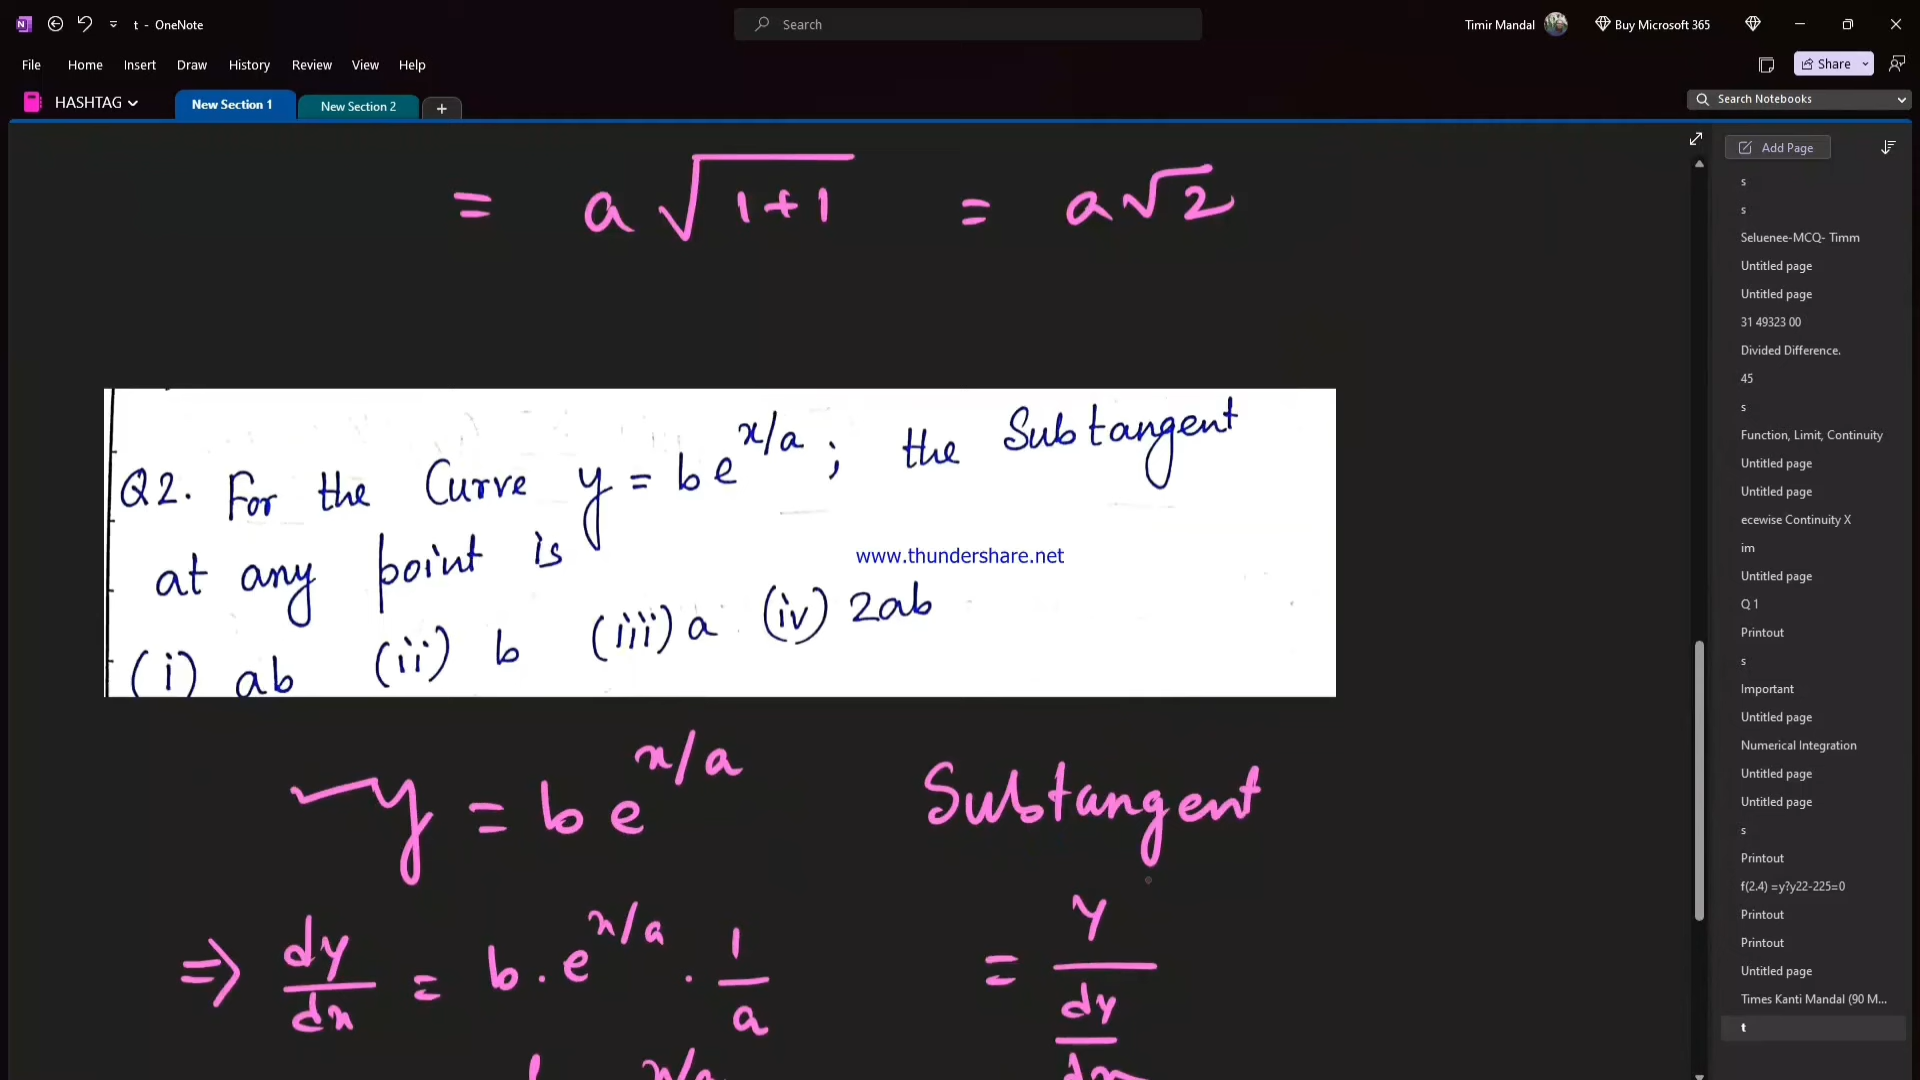 t - OneNote
Search
Timir Mandal
Buy Microsoft 365
File Home Insert Draw History Review View Help
Share
HASHTAG
New Section 1
New Section 2
+
Search Notebooks
Add Page
= a √1+1 = a√2
Q2. For the Curve y = b e^x/a ; the Subtangent
at any point is
www.thundershare.net
(i) ab (ii) b (iii) a (iv) 2ab
y = b e^x/a
Subtangent
⇒ dy/dx = b . e^x/a . 1/a
= y / dy/dx
s
s
Seluenee-MCQ- Timm
Untitled page
Untitled page
31 49323 00
Divided Difference.
45
s
Function, Limit, Continuity
Untitled page
Untitled page
ecewise Continuity X
im
Untitled page
Q 1
Printout
s
Important
Untitled page
Numerical Integration
Untitled page
Untitled page
s
Printout
f(2.4) =y?y22-225=0
Printout
Printout
Untitled page
Times Kanti Mandal (90 M...
t